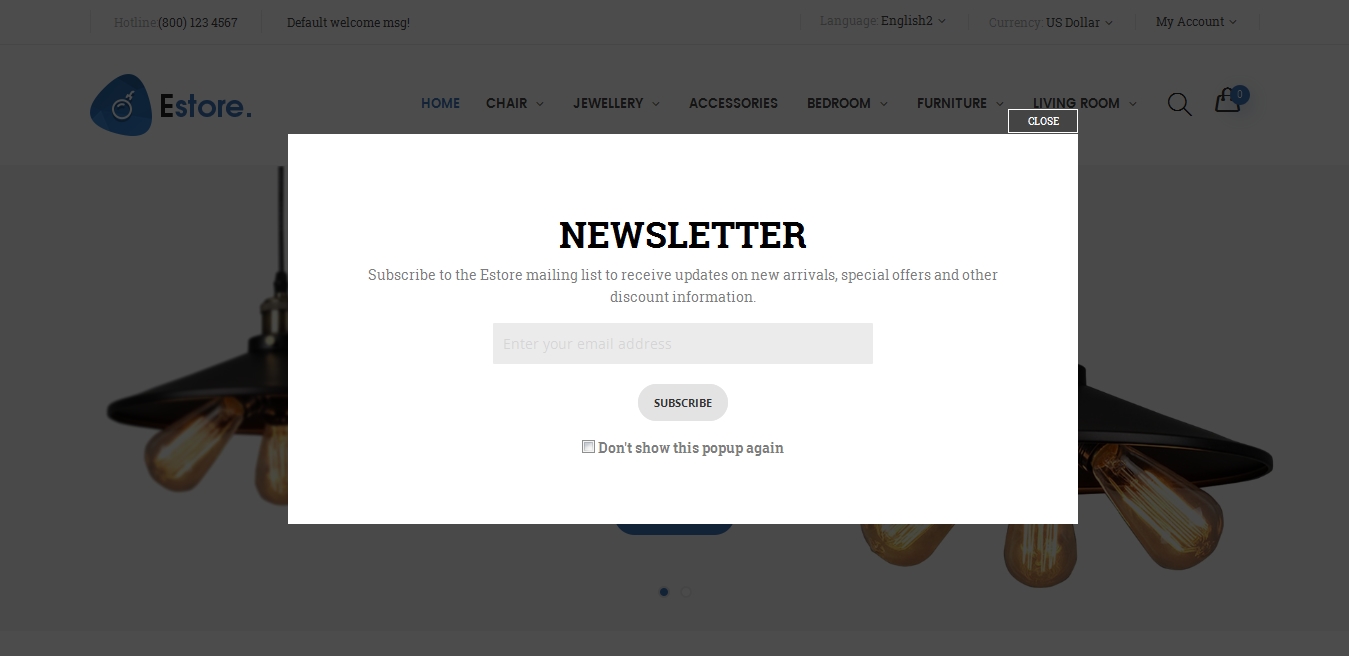 Hotline:(800) 123 4567
Default welcome msg!
Language: English2
Currency: US Dollar
My Account
Estore.
HOME
CHAIR
JEWELLERY
ACCESSORIES
BEDROOM
FURNITURE
LIVING ROOM
0
CLOSE
NEWSLETTER
Subscribe to the Estore mailing list to receive updates on new arrivals, special offers and other
discount information.
Enter your email address
SUBSCRIBE
Don't show this popup again